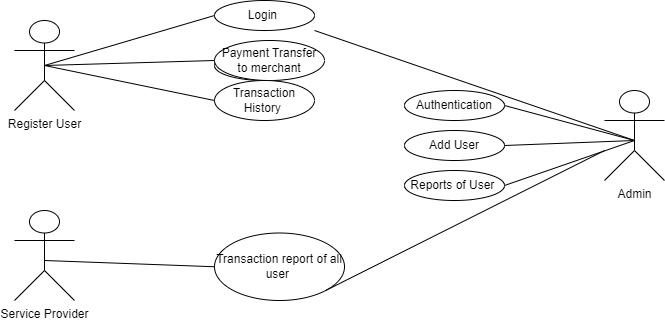 Login
Payment Transfer
to merchant
Transaction
History
Register User
Authentication
Add User
Reports of User
Admin
Transaction report of all
user
Service Provider